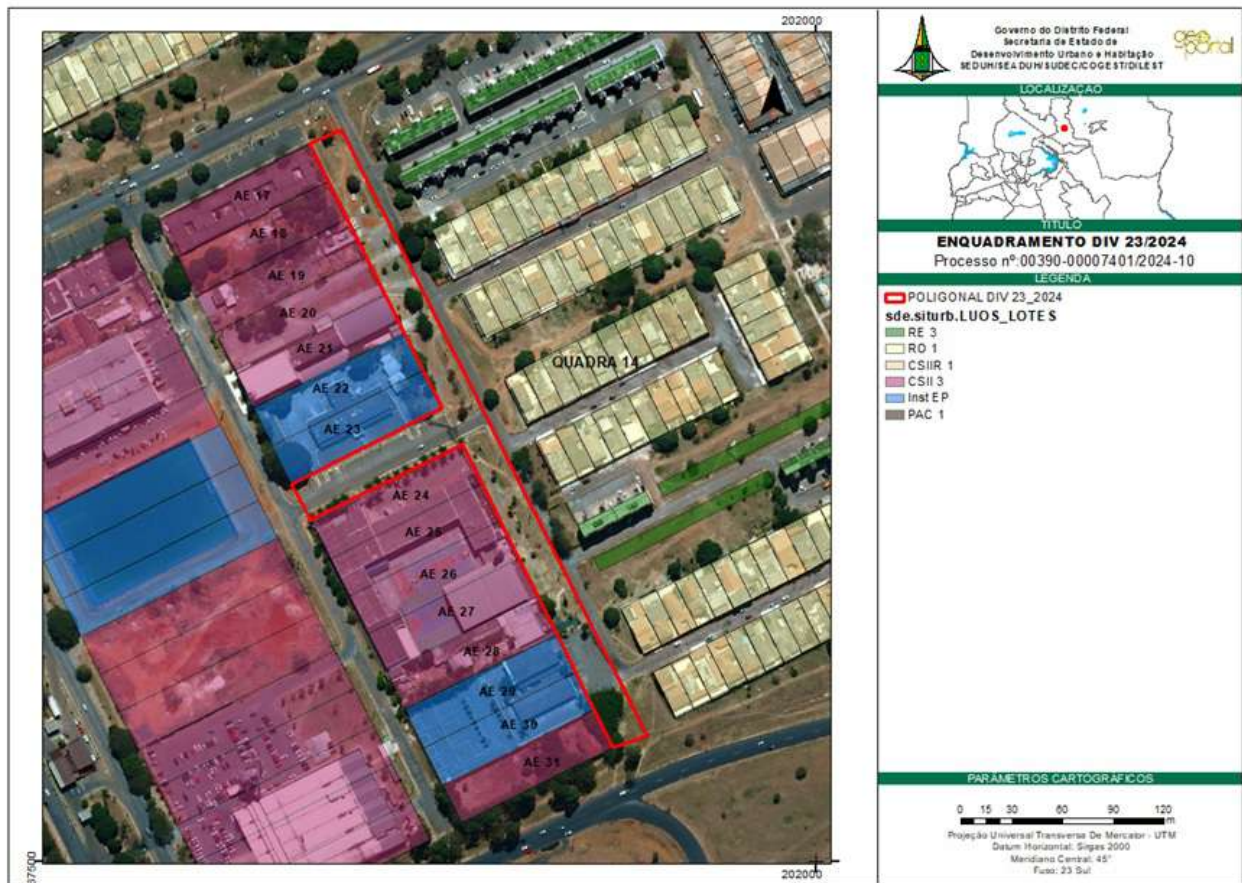 202000
AE 17
AE 18
AE 19
AE 20
AE 21
AE 22
AE 23
QUADRA 14
AE 24
AE 25
AE 26
AE 27
AE 28
AE 29
AE 30
AE 31
202000
Governo do Distrito Federal
Secretaria de Estado de
Desenvolvimento Urbano e Habitação
SEDUH/SEADUH/SUDEC/COGEST/DILEST
geo
portal
LOCALIZAÇÃO
TÍTULO
ENQUADRAMENTO DIV 23/2024
Processo nº:00390-00007401/2024-10
LEGENDA
POLIGONAL DIV 23_2024
sde.siturb.LUOS_LOTES
RE 3
RO 1
CSIIR 1
CSII 3
Inst EP
PAC 1
PARÂMETROS CARTOGRÁFICOS
0 15 30 60 90 120
m
Projeção Universal Transversa De Mercator - UTM
Datum Horizontal: Sirgas 2000
Meridiano Central: 45°
Fuso: 23 Sul